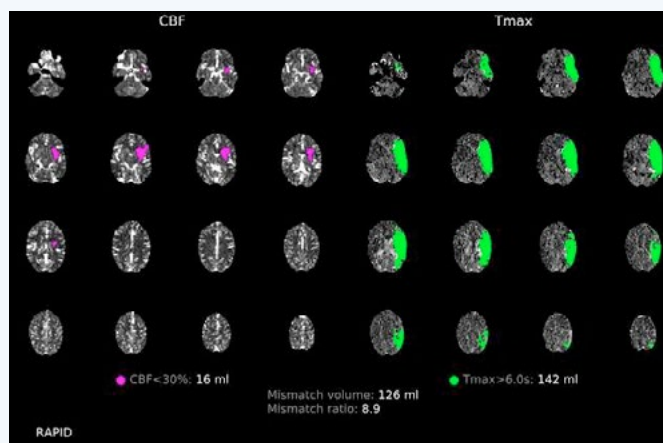 CBF
Tmax
CBF<30%: 16 ml
Tmax>6.0s: 142 ml
Mismatch volume: 126 ml
Mismatch ratio: 8.9
RAPID